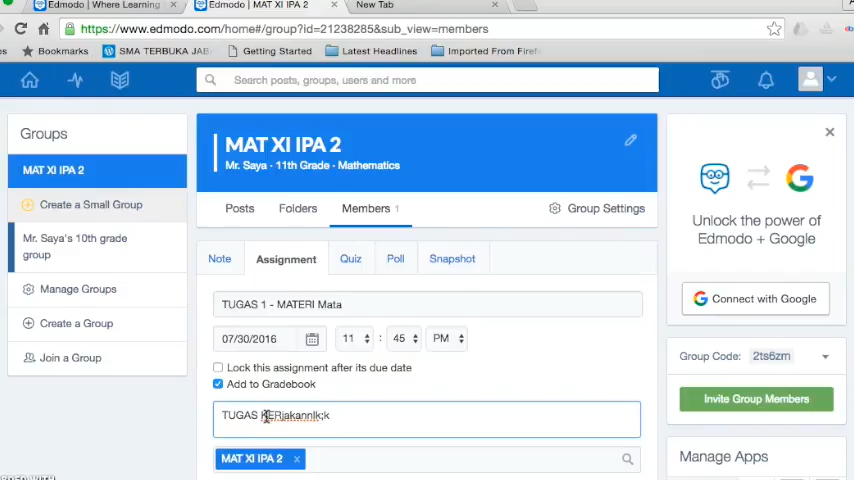 Edmodo | Where Learning
Edmodo | MAT XI IPA 2
New Tab
https://www.edmodo.com/home#/group?id=21238285&sub_view=members
Bookmarks
SMA TERBUKA JAB
Getting Started
Latest Headlines
Imported From Firef
Search posts, groups, users and more
Groups
MAT XI IPA 2
Create a Small Group
Mr. Saya's 10th grade
group
Manage Groups
Create a Group
Join a Group
MAT XI IPA 2
Mr. Saya · 11th Grade · Mathematics
Posts
Folders
Members 1
Group Settings
Note
Assignment
Quiz
Poll
Snapshot
TUGAS 1 - MATERI Mata
07/30/2016
11 : 45 PM
Lock this assignment after its due date
Add to Gradebook
TUGAS KERjakannlk;k
MAT XI IPA 2 ×
Unlock the power of
Edmodo + Google
Connect with Google
Group Code: 2ts6zm
Invite Group Members
Manage Apps